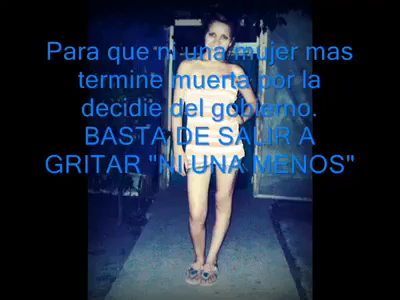 Para que ni una mujer mas
termine muerta por la
decidie del gobierno.
BASTA DE SALIR A
GRITAR "NI UNA MENOS"